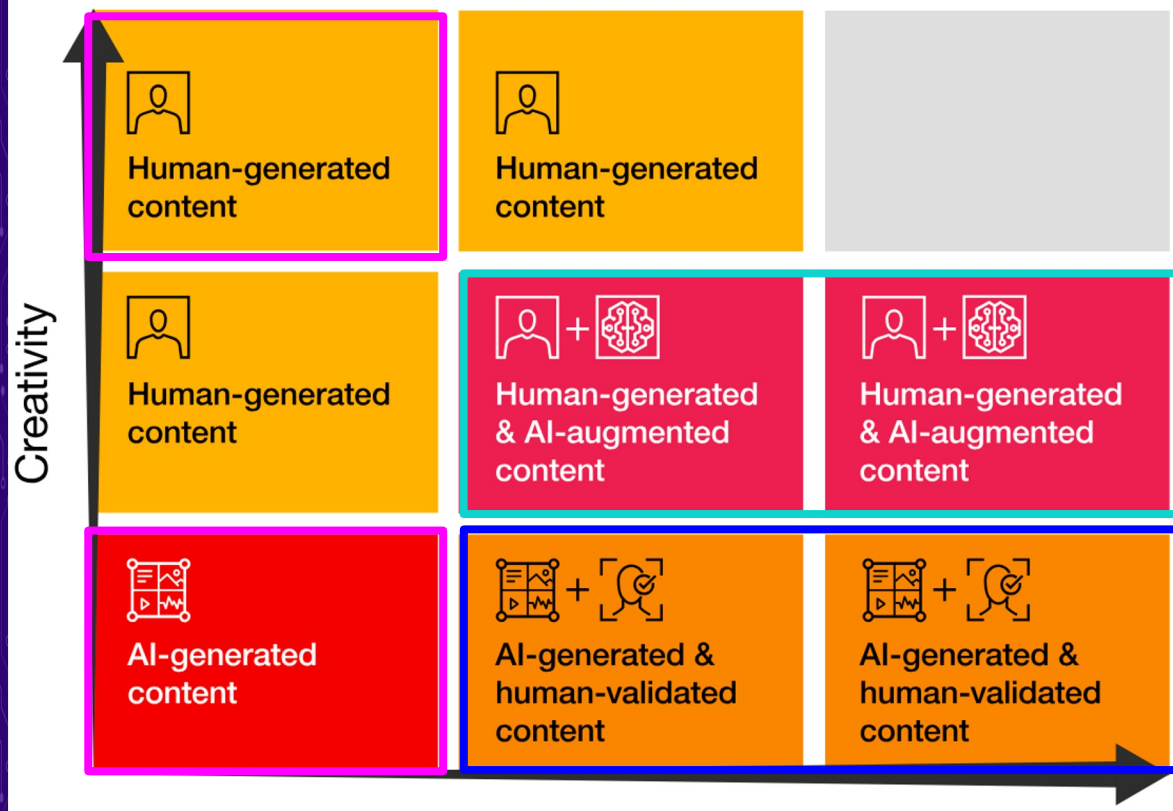 Creativity
Human-generated
content
Human-generated
content
Human-generated
content
Human-generated
& AI-augmented
content
Human-generated
& AI-augmented
content
AI-generated
content
AI-generated &
human-validated
content
AI-generated &
human-validated
content